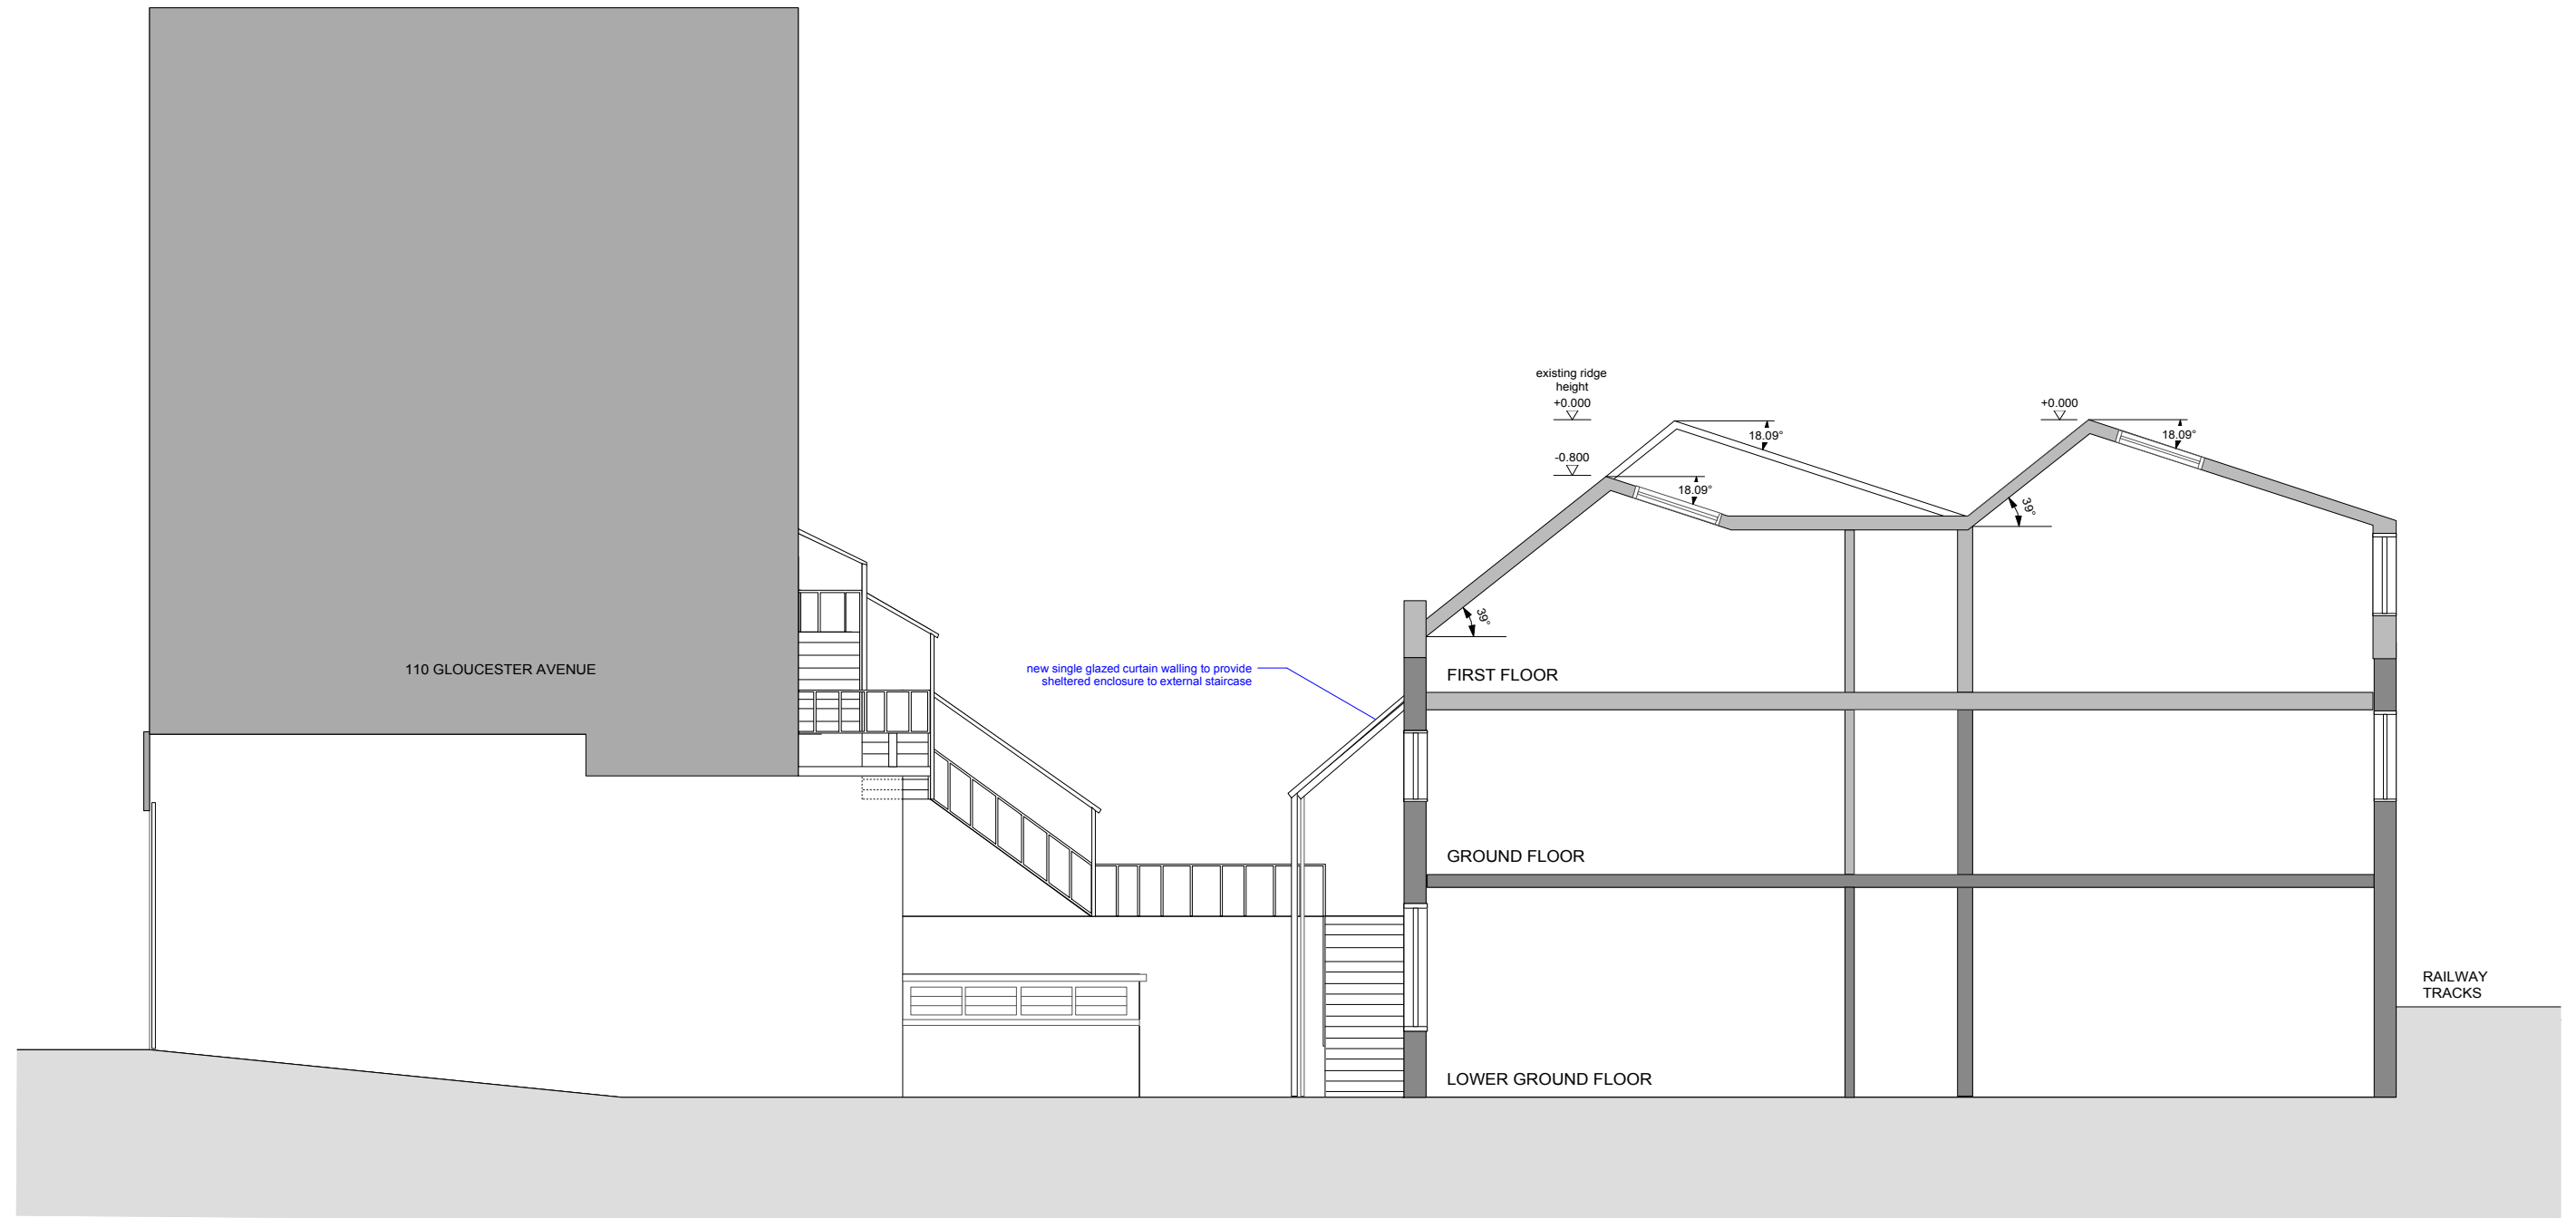 existing ridge
height
+0.000
+0.000
18.09°
18.09°
-0.800
18.09°
39°
39°
110 GLOUCESTER AVENUE
new single glazed curtain walling to provide
sheltered enclosure to external staircase
FIRST FLOOR
GROUND FLOOR
RAILWAY
TRACKS
LOWER GROUND FLOOR